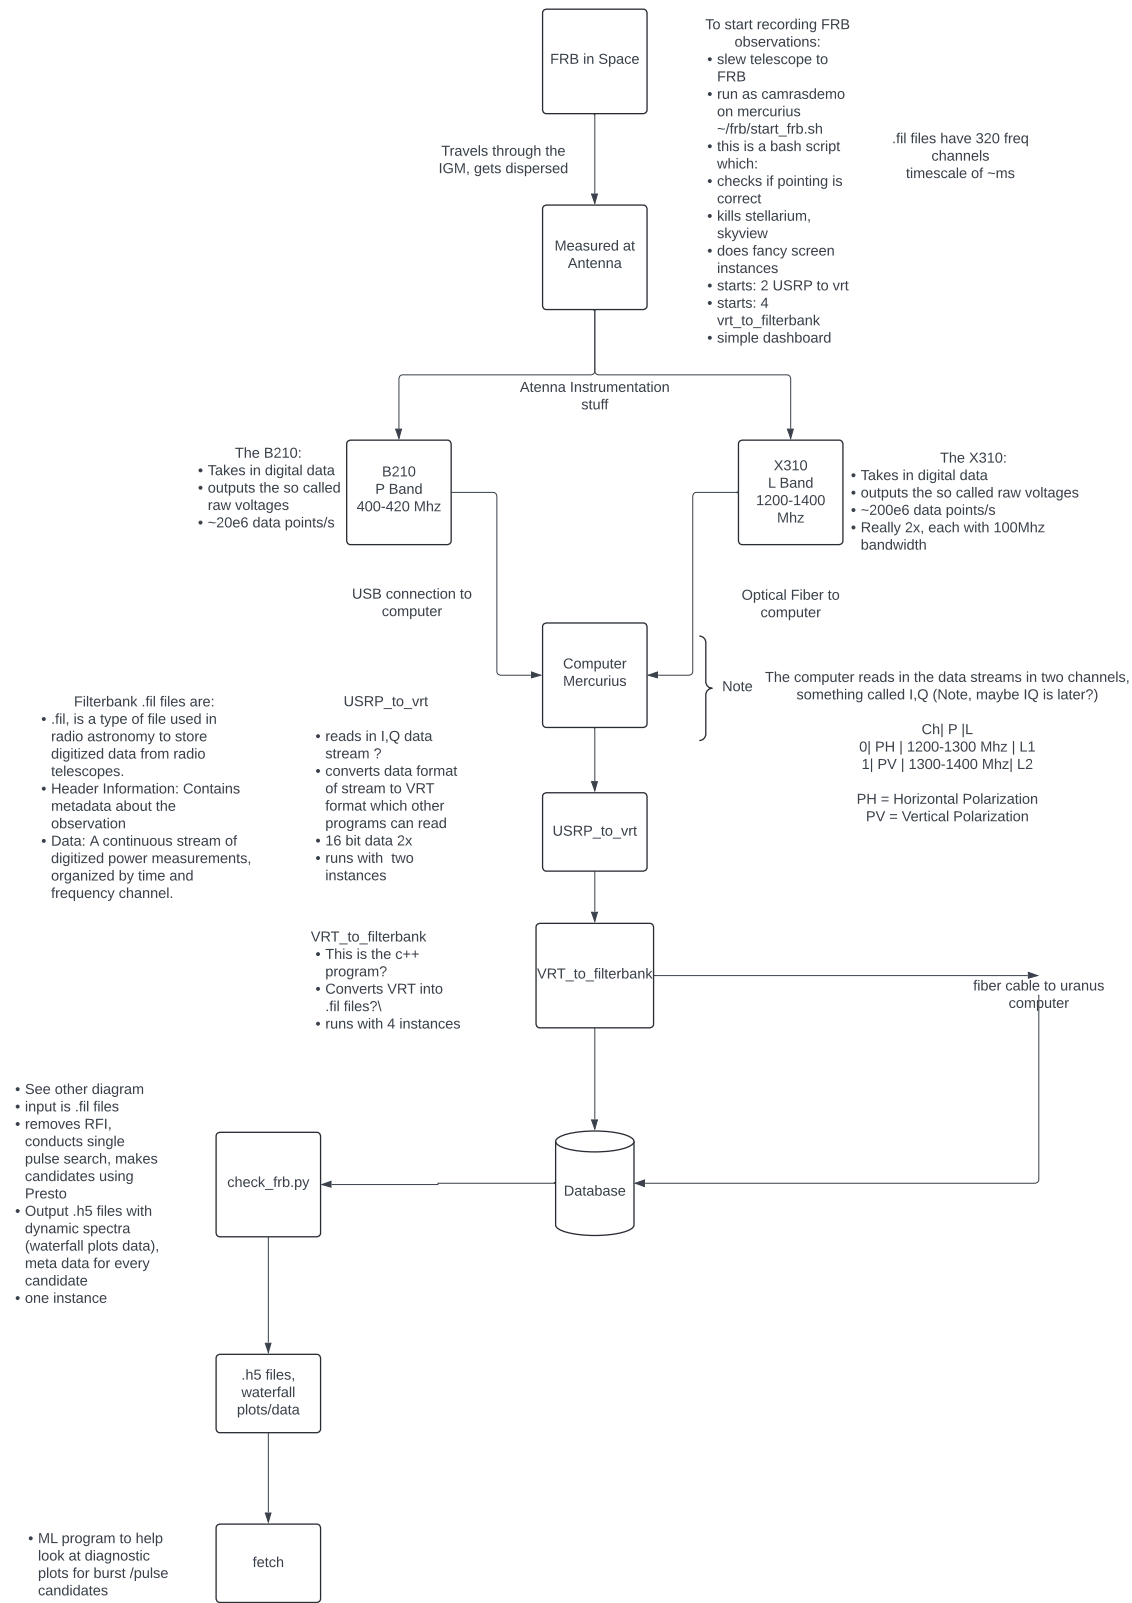 FRB in Space
To start recording FRB
observations:
• slew telescope to
FRB
• run as camrasdemo
on mercurius
~/frb/start_frb.sh
• this is a bash script
which:
• checks if pointing is
correct
• kills stellarium,
skyview
• does fancy screen
instances
• starts: 2 USRP to vrt
• starts: 4
vrt_to_filterbank
• simple dashboard
.fil files have 320 freq
channels
timescale of ~ms
Travels through the
IGM, gets dispersed
Measured at
Antenna
Atenna Instrumentation
stuff
The B210:
• Takes in digital data
• outputs the so called
raw voltages
• ~20e6 data points/s
B210
P Band
400-420 Mhz
X310
L Band
1200-1400
Mhz
The X310:
• Takes in digital data
• outputs the so called raw voltages
• ~200e6 data points/s
• Really 2x, each with 100Mhz
bandwidth
USB connection to
computer
Optical Fiber to
computer
Computer
Mercurius
Note
The computer reads in the data streams in two channels,
something called I,Q (Note, maybe IQ is later?)
Ch| P |L
0| PH | 1200-1300 Mhz | L1
1| PV | 1300-1400 Mhz| L2
PH = Horizontal Polarization
PV = Vertical Polarization
Filterbank .fil files are:
• .fil, is a type of file used in
radio astronomy to store
digitized data from radio
telescopes.
• Header Information: Contains
metadata about the
observation
• Data: A continuous stream of
digitized power measurements,
organized by time and
frequency channel.
USRP_to_vrt
• reads in I,Q data
stream ?
• converts data format
of stream to VRT
format which other
programs can read
• 16 bit data 2x
• runs with two
instances
USRP_to_vrt
VRT_to_filterbank
• This is the c++
program?
• Converts VRT into
.fil files?\
• runs with 4 instances
VRT_to_filterbank
fiber cable to uranus
computer
• See other diagram
• input is .fil files
• removes RFI,
conducts single
pulse search, makes
candidates using
Presto
• Output .h5 files with
dynamic spectra
(waterfall plots data),
meta data for every
candidate
• one instance
check_frb.py
Database
.h5 files,
waterfall
plots/data
• ML program to help
look at diagnostic
plots for burst /pulse
candidates
fetch